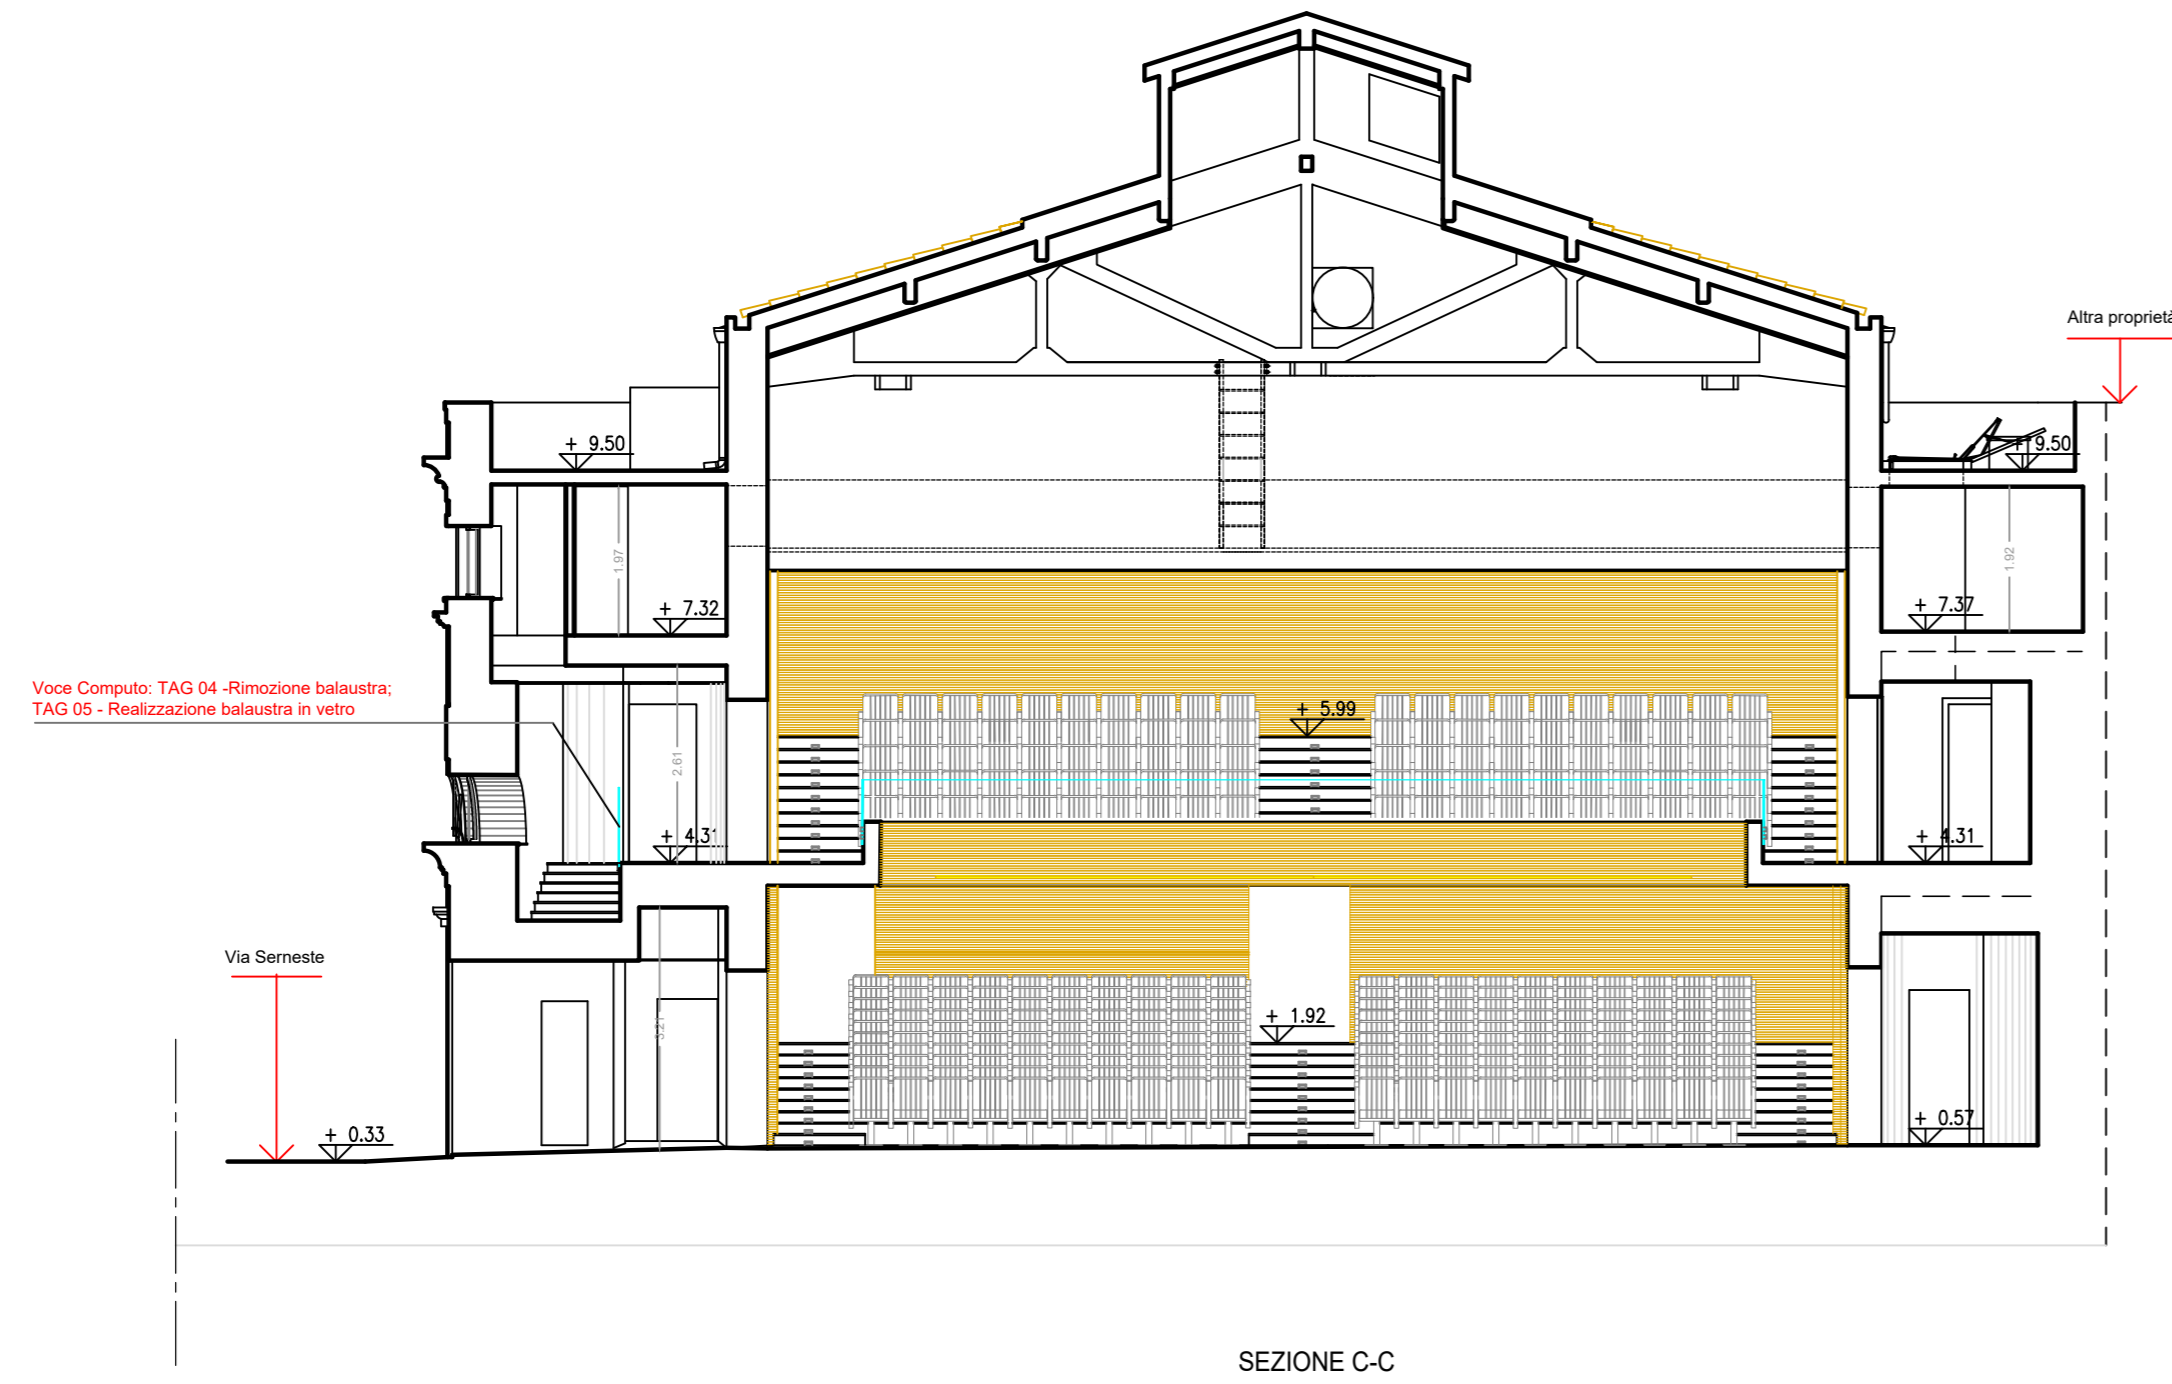 Altra proprietà
+ 9.50
+ 9.50
1.97
1.92
+ 7.32
+ 7.37
Voce Computo: TAG 04 -Rimozione balaustra;
TAG 05 - Realizzazione balaustra in vetro
+ 5.99
2.61
+ 4.31
+ 4.31
Via Serneste
+ 1.92
3.21
+ 0.33
+ 0.57
SEZIONE C-C